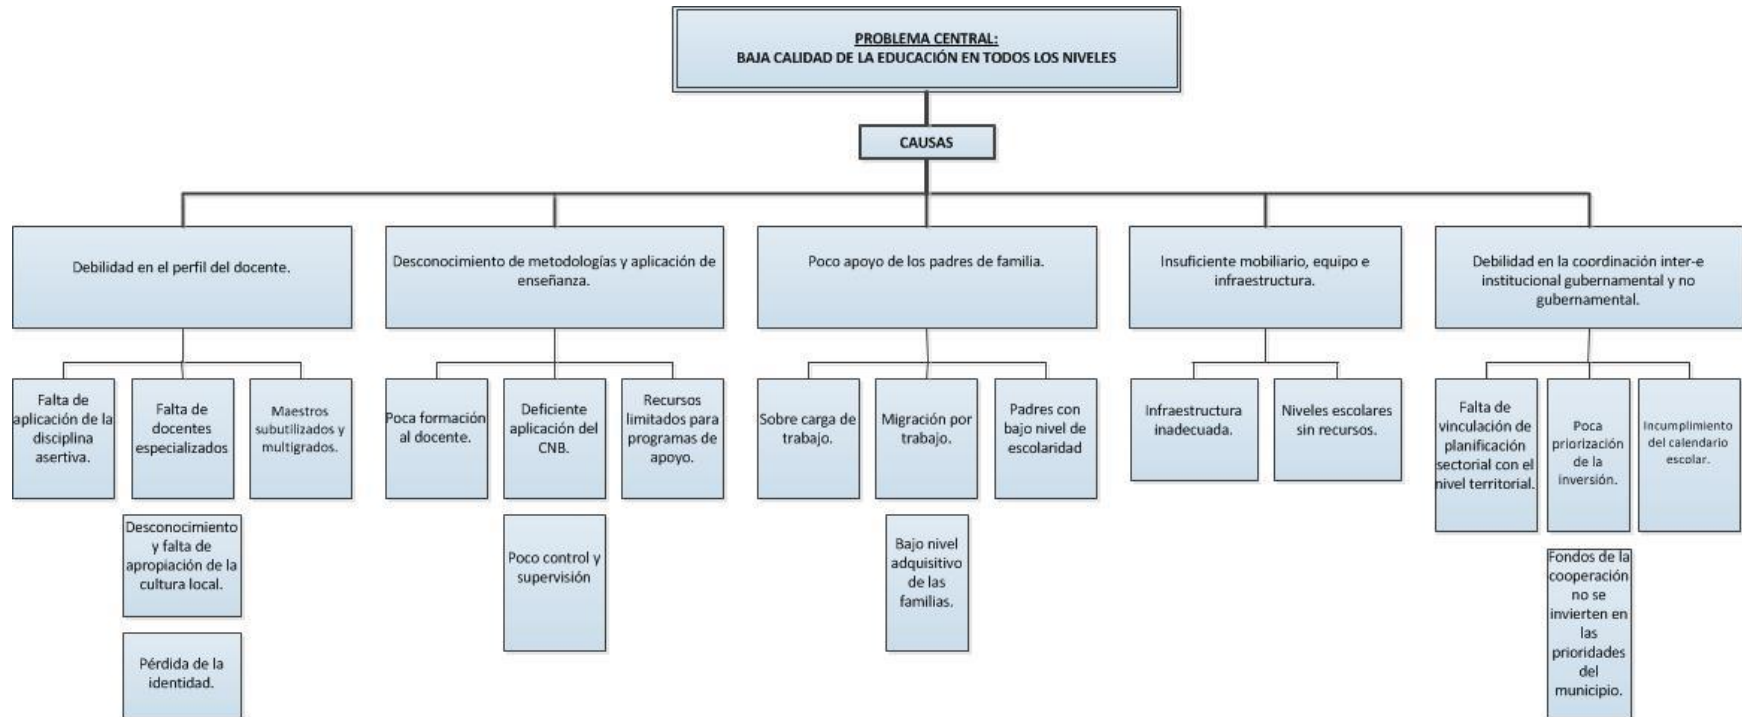 PROBLEMA CENTRAL:
BAJA CALIDAD DE LA EDUCACIÓN EN TODOS LOS NIVELES
CAUSAS
Debilidad en el perfil del docente.
Desconocimiento de metodologías y aplicación de
enseñanza.
Poco apoyo de los padres de familia.
Insuficiente mobiliario, equipo e
infraestructura.
Debilidad en la coordinación inter-e
institucional gubernamental y no
gubernamental.
Falta de
aplicación de la
disciplina
asertiva.
Falta de
docentes
especializados
Maestros
subutilizados y
multigrados.
Poca formación
al docente.
Deficiente
aplicación del
CNB.
Recursos
limitados para
programas de
apoyo.
Sobre carga de
trabajo.
Migración por
trabajo.
Padres con
bajo nivel de
escolaridad
Infraestructura
inadecuada.
Niveles escolares
sin recursos.
Falta de
vinculación de
planificación
sectorial con el
nivel territorial.
Poca
priorización
de la
inversión.
Incumplimiento
del calendario
escolar.
Desconocimiento
y falta de
apropiación de la
cultura local.
Poco control y
supervisión
Bajo nivel
adquisitivo
de las
familias.
Fondos de la
cooperación
no se
invierten en
las
prioridades
del
municipio.
Pérdida de la
identidad.